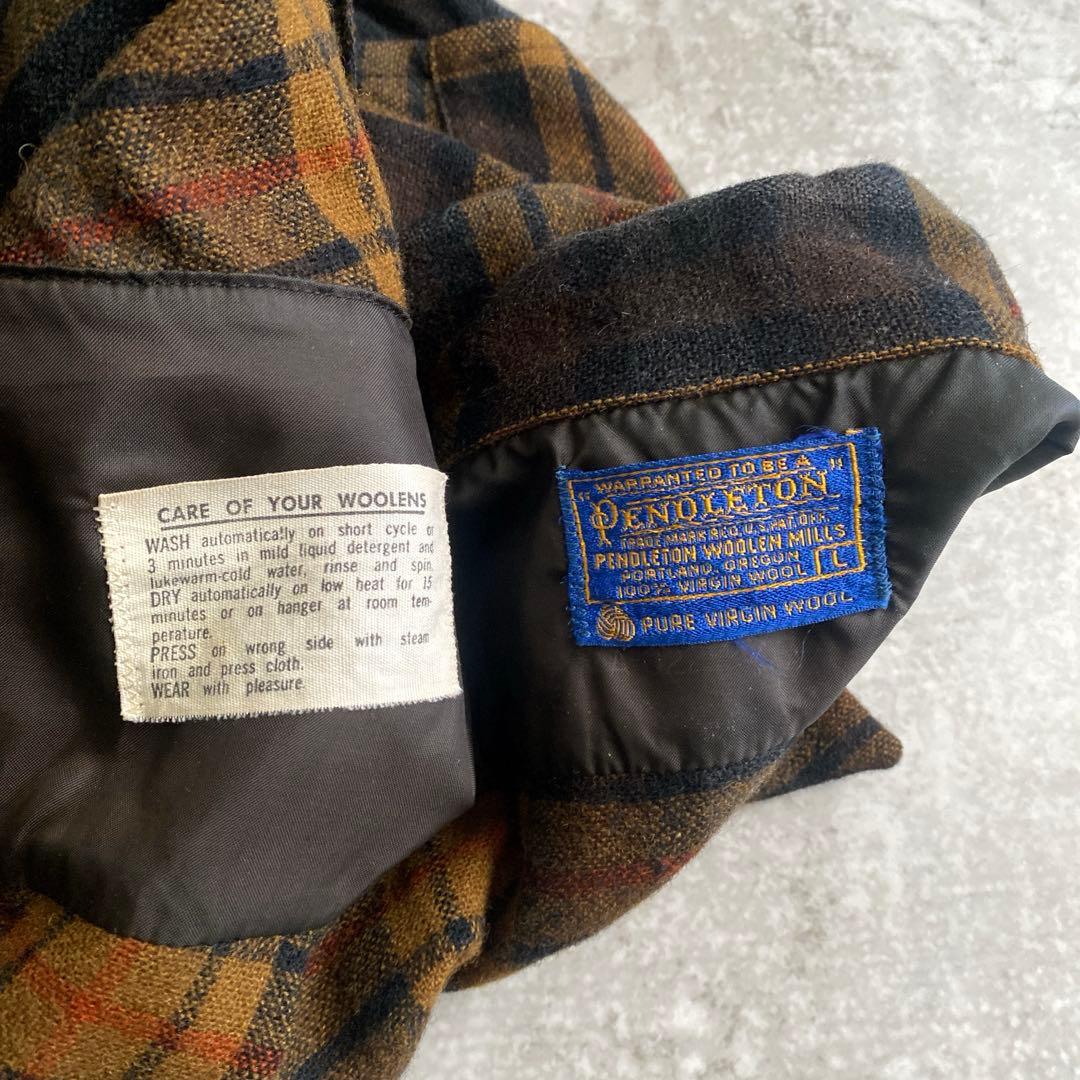 CARE OF YOUR WOOLENS
WASH automatically on short cycle or
3 minutes in mild liquid detergent and
lukewarm-cold water, rinse and spin.
DRY automatically on low heat for 15
minutes or on hanger at room tem-
perature.
PRESS on wrong side with steam
iron and press cloth.
WEAR with pleasure
WARRANTED TO BE A
"PENDLETON"
TRADE MARK REG. U.S. PAT. OFF.
PENDLETON WOOLEN MILLS
PORTLAND, OREGON
100% VIRGIN WOOL L
PURE VIRGIN WOOL